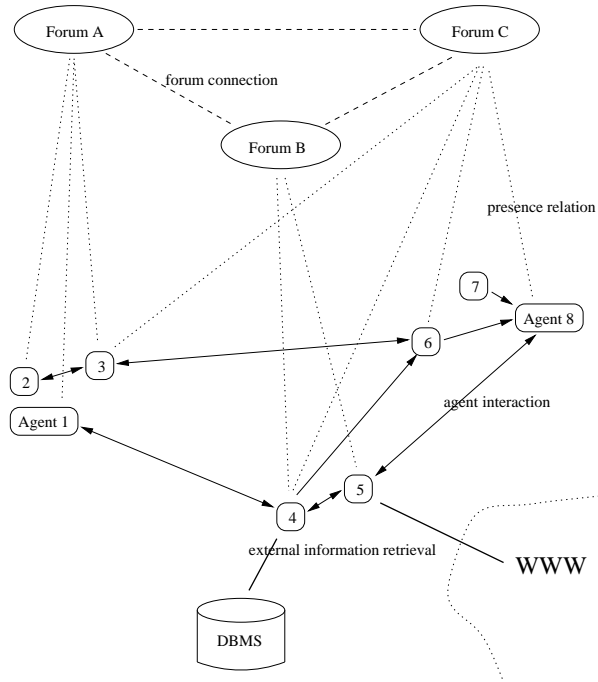 Forum A
Forum C
forum connection
Forum B
presence relation
7
Agent 8
6
3
2
agent interaction
Agent 1
5
4
external information retrieval
WWW
DBMS